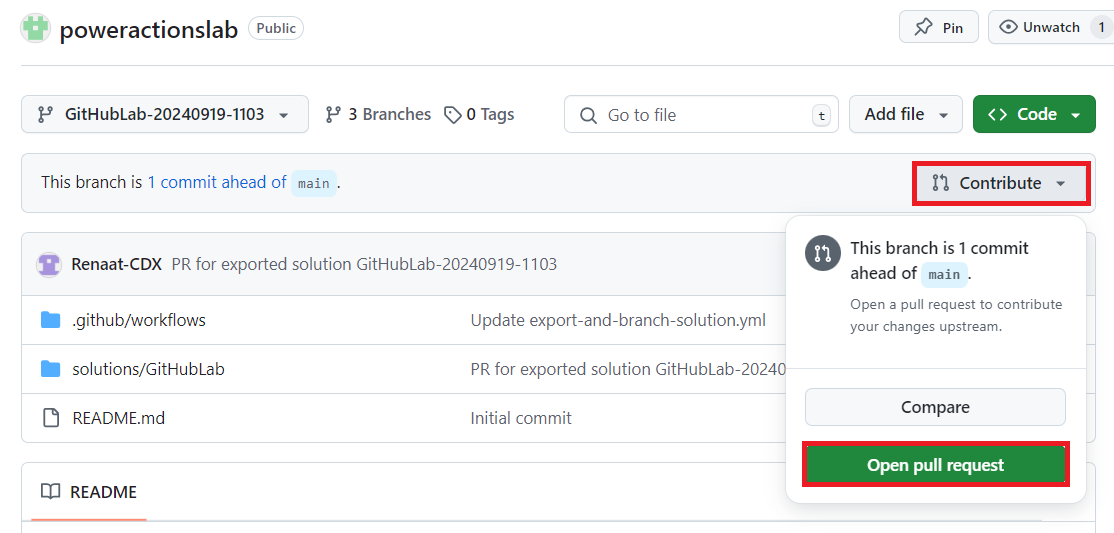 poweractionslab Public Pin Unwatch 1
GitHubLab-20240919-1103 3 Branches 0 Tags Go to file t Add file Code
This branch is 1 commit ahead of main . Contribute
This branch is 1 commit
ahead of main .
Open a pull request to contribute
your changes upstream.
Compare
Open pull request
Renaat-CDX PR for exported solution GitHubLab-20240919-1103
.github/workflows Update export-and-branch-solution.yml
solutions/GitHubLab PR for exported solution GitHubLab-20240
README.md Initial commit
README